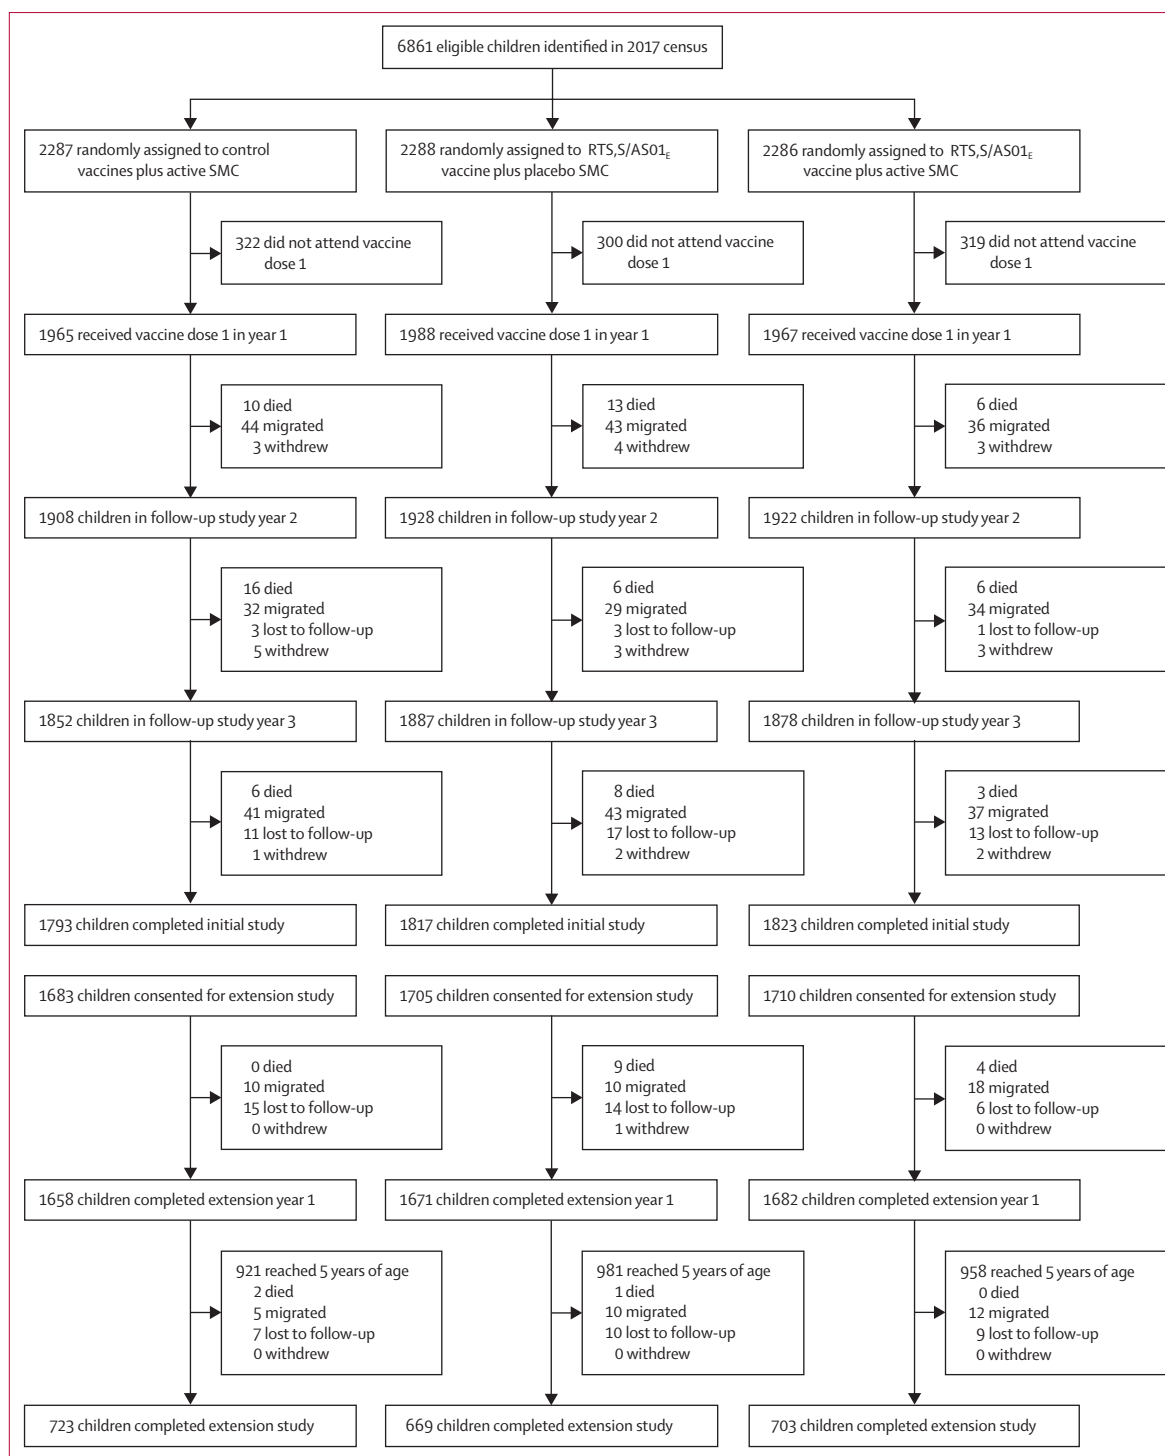 6861 eligible children identified in 2017 census
2287 randomly assigned to control
vaccines plus active SMC
2288 randomly assigned to RTS,S/AS01E
vaccine plus placebo SMC
2286 randomly assigned to RTS,S/AS01E
vaccine plus active SMC
322 did not attend vaccine
dose 1
300 did not attend vaccine
dose 1
319 did not attend vaccine
dose 1
1965 received vaccine dose 1 in year 1
1988 received vaccine dose 1 in year 1
1967 received vaccine dose 1 in year 1
10 died
44 migrated
3 withdrew
13 died
43 migrated
4 withdrew
6 died
36 migrated
3 withdrew
1908 children in follow-up study year 2
1928 children in follow-up study year 2
1922 children in follow-up study year 2
16 died
32 migrated
3 lost to follow-up
5 withdrew
6 died
29 migrated
3 lost to follow-up
3 withdrew
6 died
34 migrated
1 lost to follow-up
3 withdrew
1852 children in follow-up study year 3
1887 children in follow-up study year 3
1878 children in follow-up study year 3
6 died
41 migrated
11 lost to follow-up
1 withdrew
8 died
43 migrated
17 lost to follow-up
2 withdrew
3 died
37 migrated
13 lost to follow-up
2 withdrew
1793 children completed initial study
1817 children completed initial study
1823 children completed initial study
1683 children consented for extension study
1705 children consented for extension study
1710 children consented for extension study
0 died
10 migrated
15 lost to follow-up
0 withdrew
9 died
10 migrated
14 lost to follow-up
1 withdrew
4 died
18 migrated
6 lost to follow-up
0 withdrew
1658 children completed extension year 1
1671 children completed extension year 1
1682 children completed extension year 1
921 reached 5 years of age
2 died
5 migrated
7 lost to follow-up
0 withdrew
981 reached 5 years of age
1 died
10 migrated
10 lost to follow-up
0 withdrew
958 reached 5 years of age
0 died
12 migrated
9 lost to follow-up
0 withdrew
723 children completed extension study
669 children completed extension study
703 children completed extension study